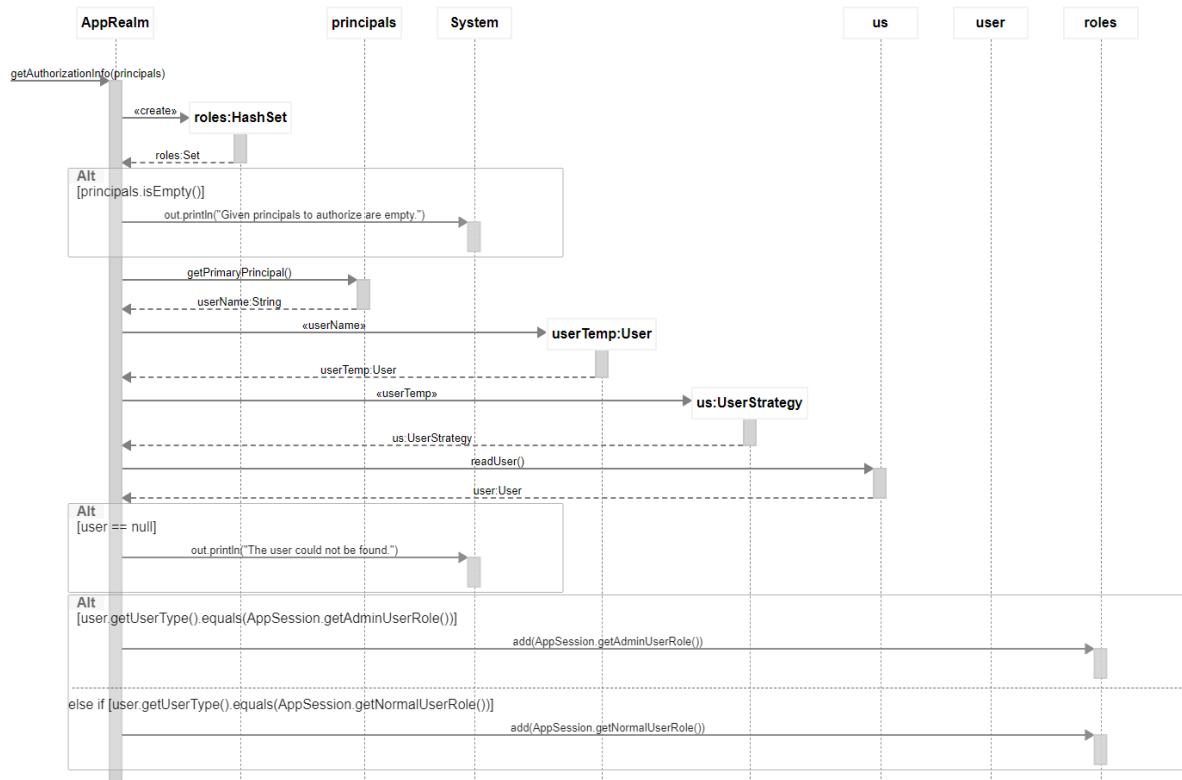 AppRealm
principals
System
us
user
roles
getAuthorizationInfo(principals)
«create»
roles:HashSet
roles:Set
Alt
[principals.isEmpty()]
out.println("Given principals to authorize are empty.")
getPrimaryPrincipal()
userName:String
«userName»
userTemp:User
userTemp:User
«userTemp»
us:UserStrategy
us:UserStrategy
readUser()
user:User
Alt
[user == null]
out.println("The user could not be found.")
Alt
[user.getUserType().equals(AppSession.getAdminUserRole())]
add(AppSession.getAdminUserRole())
else if [user.getUserType().equals(AppSession.getNormalUserRole())]
add(AppSession.getNormalUserRole())